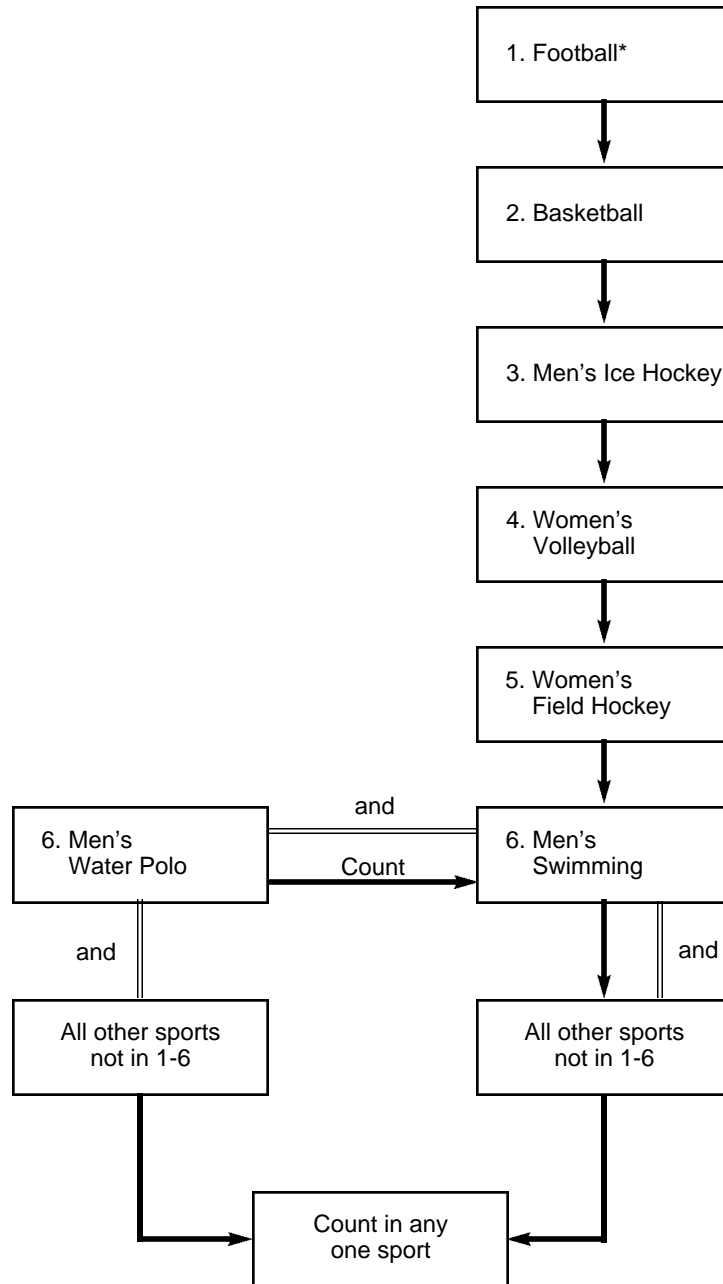 1. Football*
2. Basketball
3. Men’s Ice Hockey
4. Women’s
Volleyball
5. Women’s
Field Hockey
and
6. Men’s
Water Polo
Count
6. Men’s
Swimming
and
and
All other sports
not in 1-6
All other sports
not in 1-6
Count in any
one sport